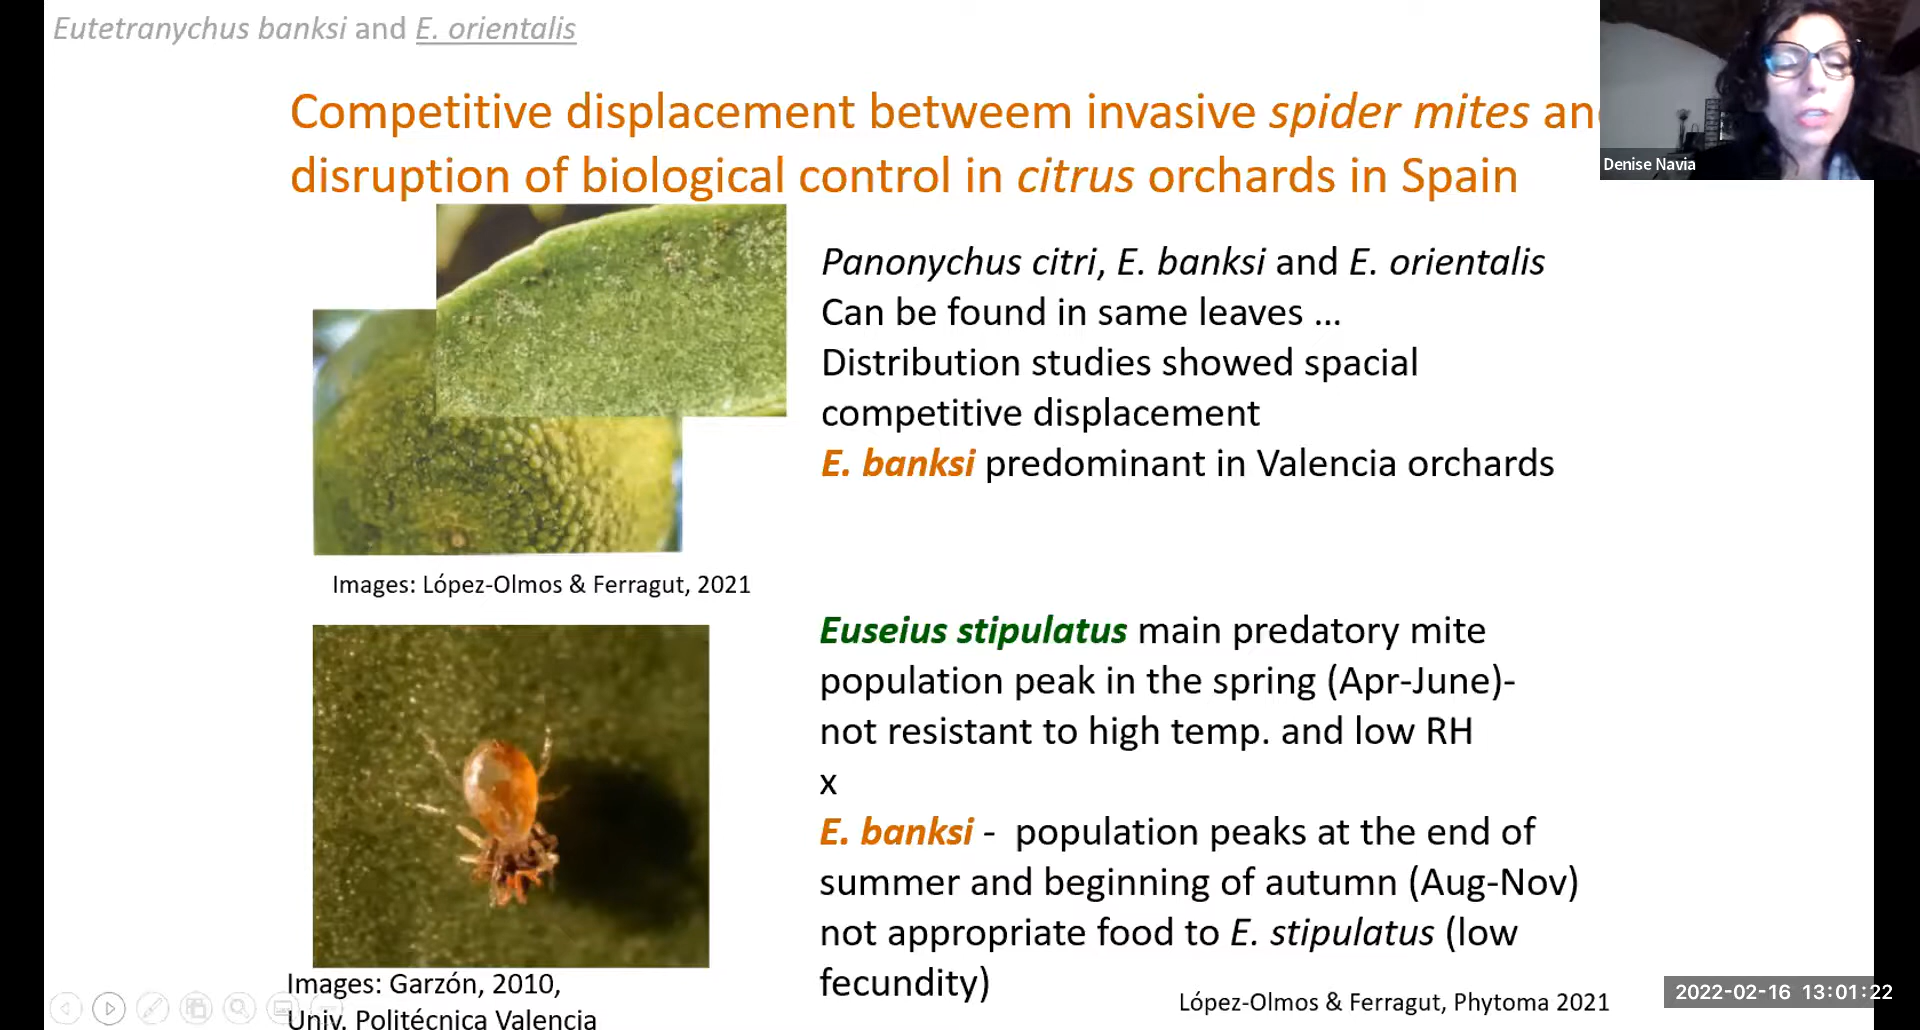 Eutetranychus banksi and E. orientalis
Competitive displacement betweem invasive spider mites an
disruption of biological control in citrus orchards in Spain
Denise Navia
Panonychus citri, E. banksi and E. orientalis
Can be found in same leaves ...
Distribution studies showed spacial
competitive displacement
E. banksi predominant in Valencia orchards
Images: López-Olmos & Ferragut, 2021
Euseius stipulatus main predatory mite
population peak in the spring (Apr-June)-
not resistant to high temp. and low RH
x
E. banksi - population peaks at the end of
summer and beginning of autumn (Aug-Nov)
not appropriate food to E. stipulatus (low
fecundity)
Images: Garzón, 2010,
Univ. Politécnica Valencia
López-Olmos & Ferragut, Phytoma 2021
2022-02-16 13:01:22